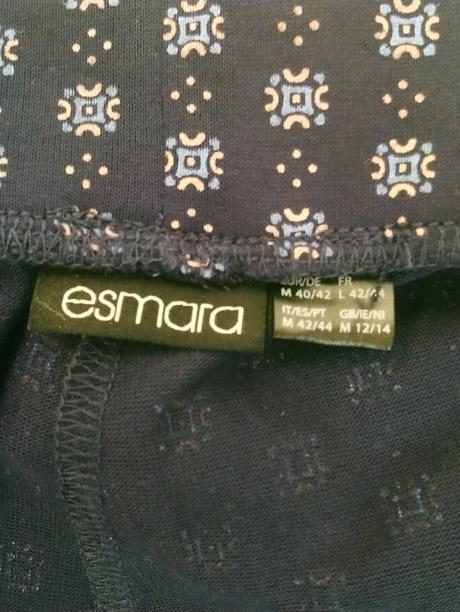 esmara
EUR/DE FR
M 40/42 L 42/44
IT/ES/PT GB/IE/NI
M 42/44 M 12/14